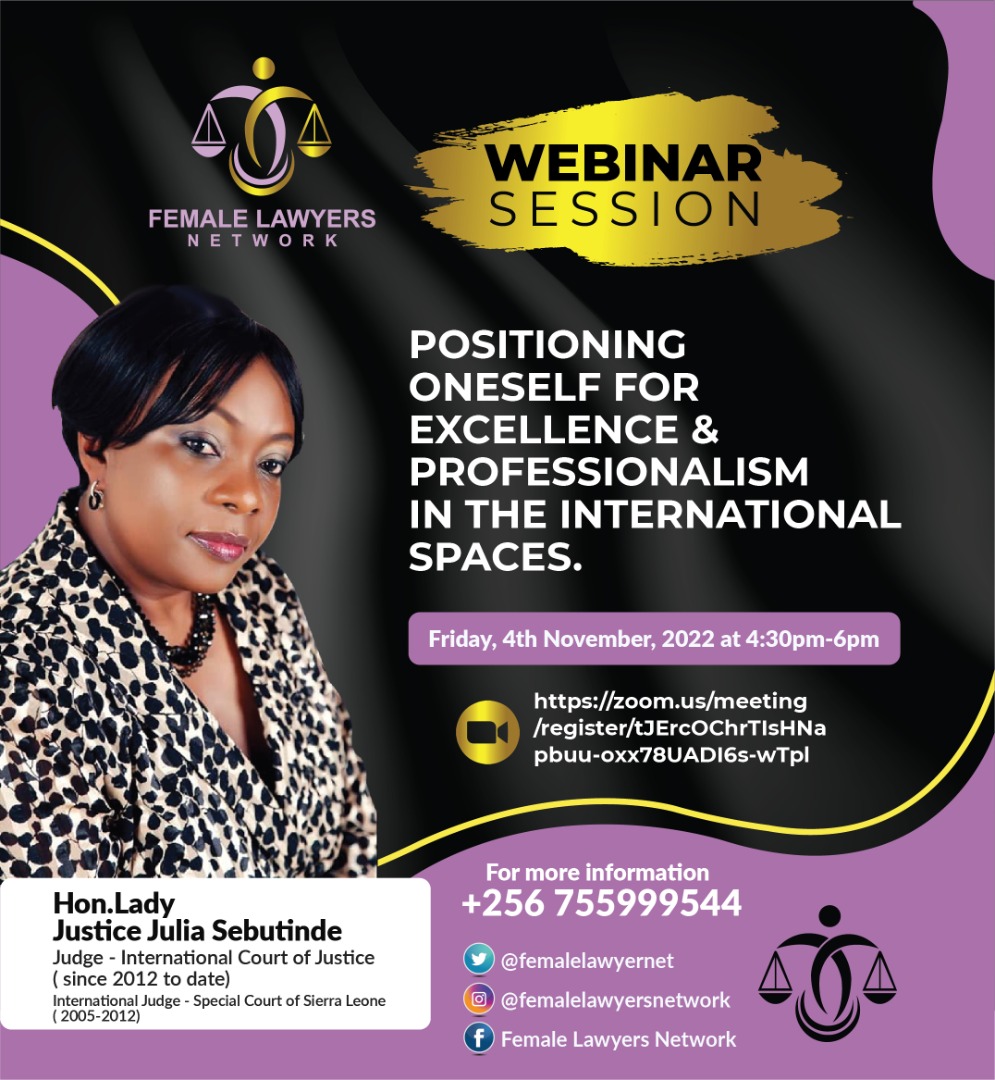 FEMALE LAWYERS
NETWORK
WEBINAR
SESSION
POSITIONING
ONESELF FOR
EXCELLENCE &
PROFESSIONALISM
IN THE INTERNATIONAL
SPACES.
Friday, 4th November, 2022 at 4:30pm-6pm
https://zoom.us/meeting
/register/tJErcOChrTIsHNa
pbuu-oxx78UADI6s-wTpl
Hon.Lady
Justice Julia Sebutinde
Judge - International Court of Justice
( since 2012 to date)
International Judge - Special Court of Sierra Leone
( 2005-2012)
For more information
+256 755999544
@femalelawyernet
@femalelawyersnetwork
Female Lawyers Network